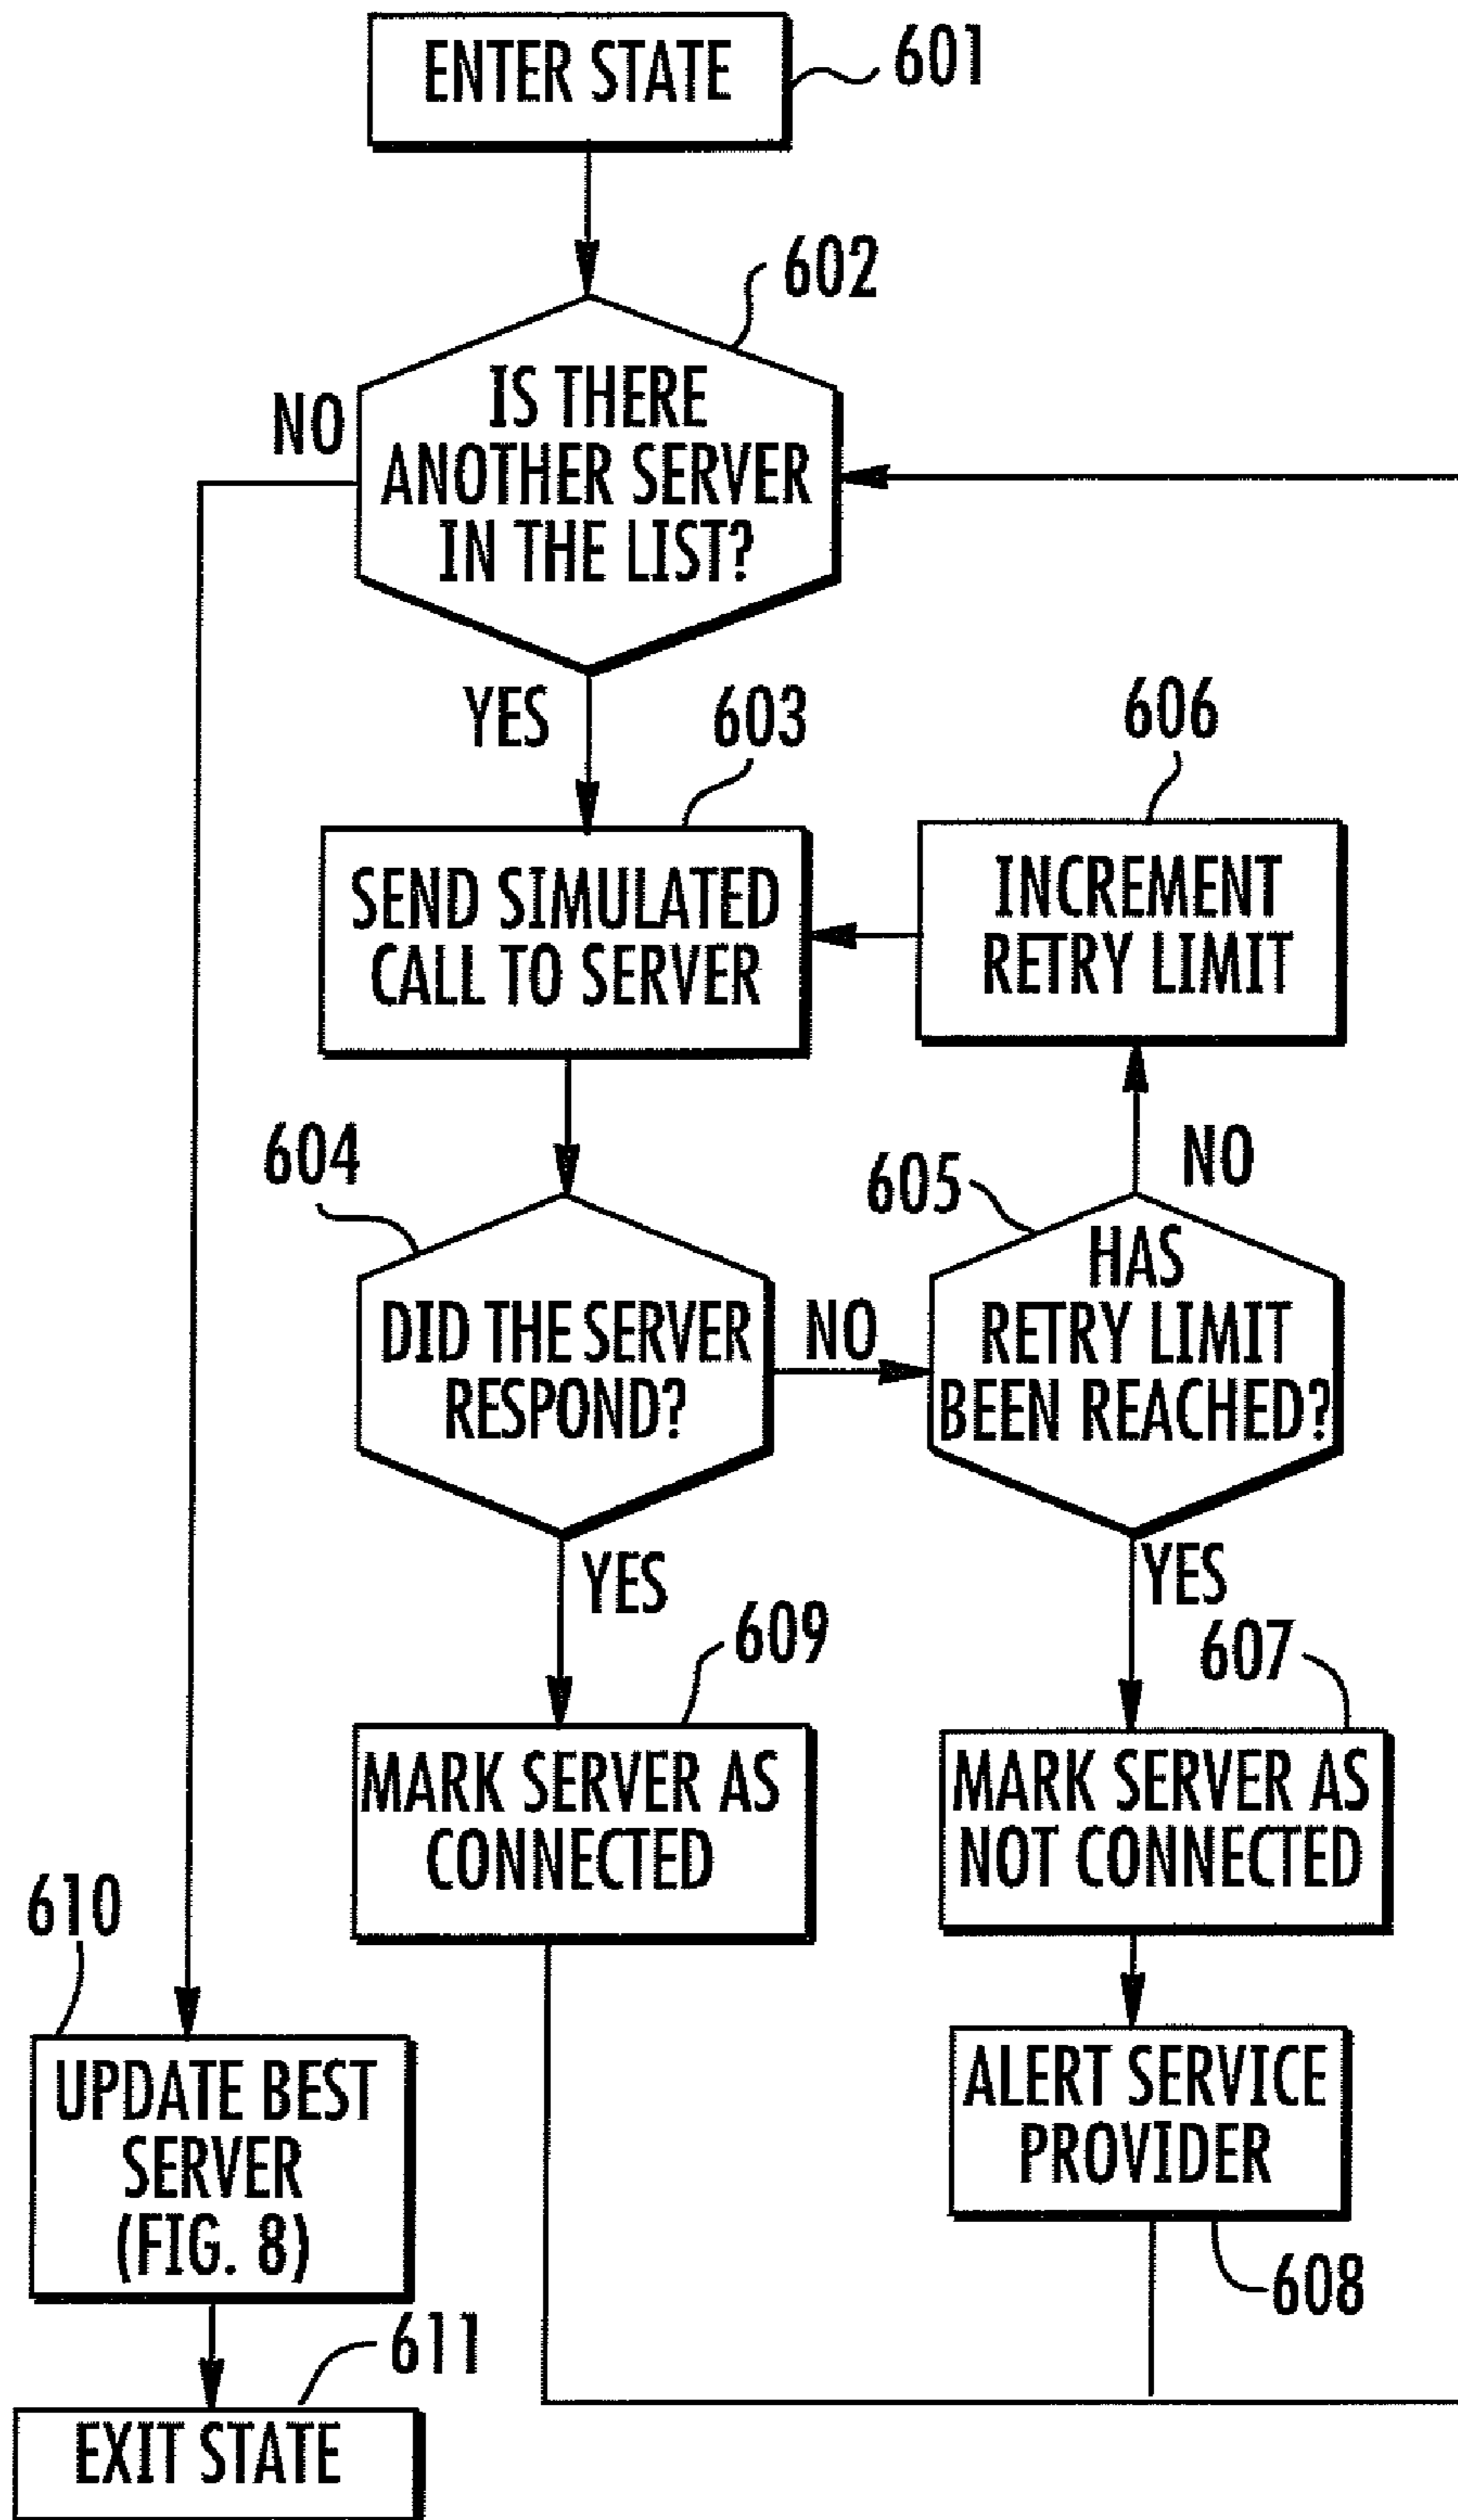 ENTER STATE
601
602
NO
IS THERE
ANOTHER SERVER
IN THE LIST?
YES
603
606
SEND SIMULATED
CALL TO SERVER
INCREMENT
RETRY LIMIT
604
605
NO
DID THE SERVER
RESPOND?
NO
HAS
RETRY LIMIT
BEEN REACHED?
YES
YES
609
607
MARK SERVER AS
CONNECTED
MARK SERVER AS
NOT CONNECTED
610
UPDATE BEST
SERVER
(FIG. 8)
ALERT SERVICE
PROVIDER
608
611
EXIT STATE